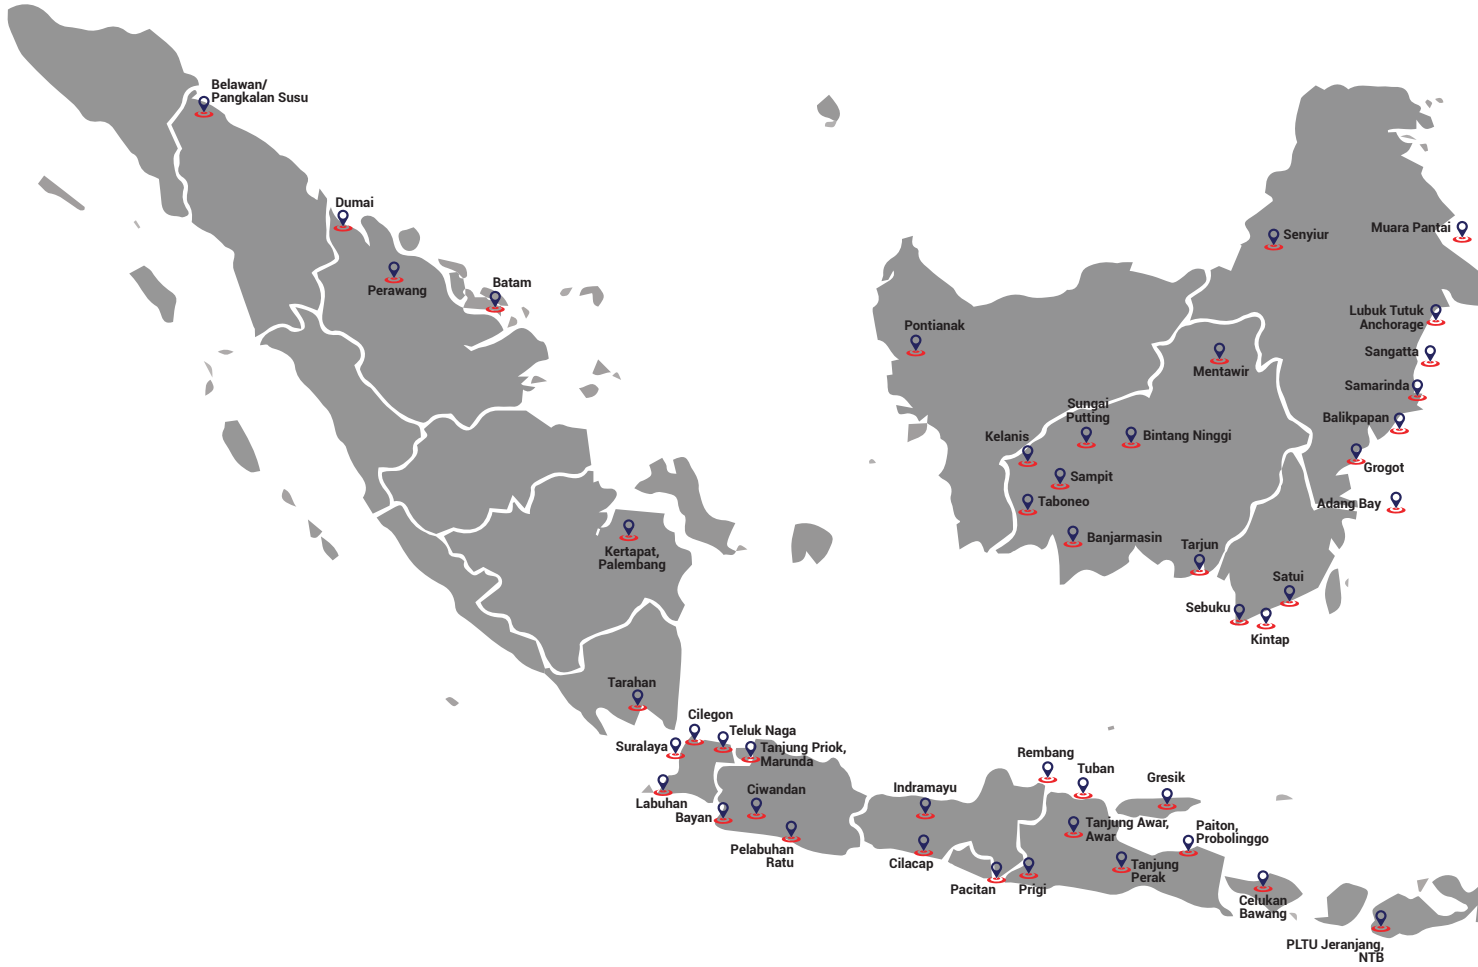 Belawan/
Pangkalan Susu
Dumai
Perawang
Batam
Kertapat,
Palembang
Tarahan
Pontianak
Senyiur
Muara Pantai
Lubuk Tutuk
Anchorage
Sangatta
Mentawir
Samarinda
Balikpapan
Sungai
Putting
Bintang Ninggi
Kelanis
Grogot
Sampit
Taboneo
Adang Bay
Banjarmasin
Tarjun
Satui
Sebuku
Kintap
Cilegon
Teluk Naga
Suralaya
Tanjung Priok,
Marunda
Labuhan
Ciwandan
Bayan
Pelabuhan
Ratu
Indramayu
Cilacap
Rembang
Tuban
Gresik
Tanjung Awar,
Awar
Paiton,
Probolinggo
Tanjung
Perak
Pacitan
Prigi
Celukan
Bawang
PLTU Jeranjang,
NTB